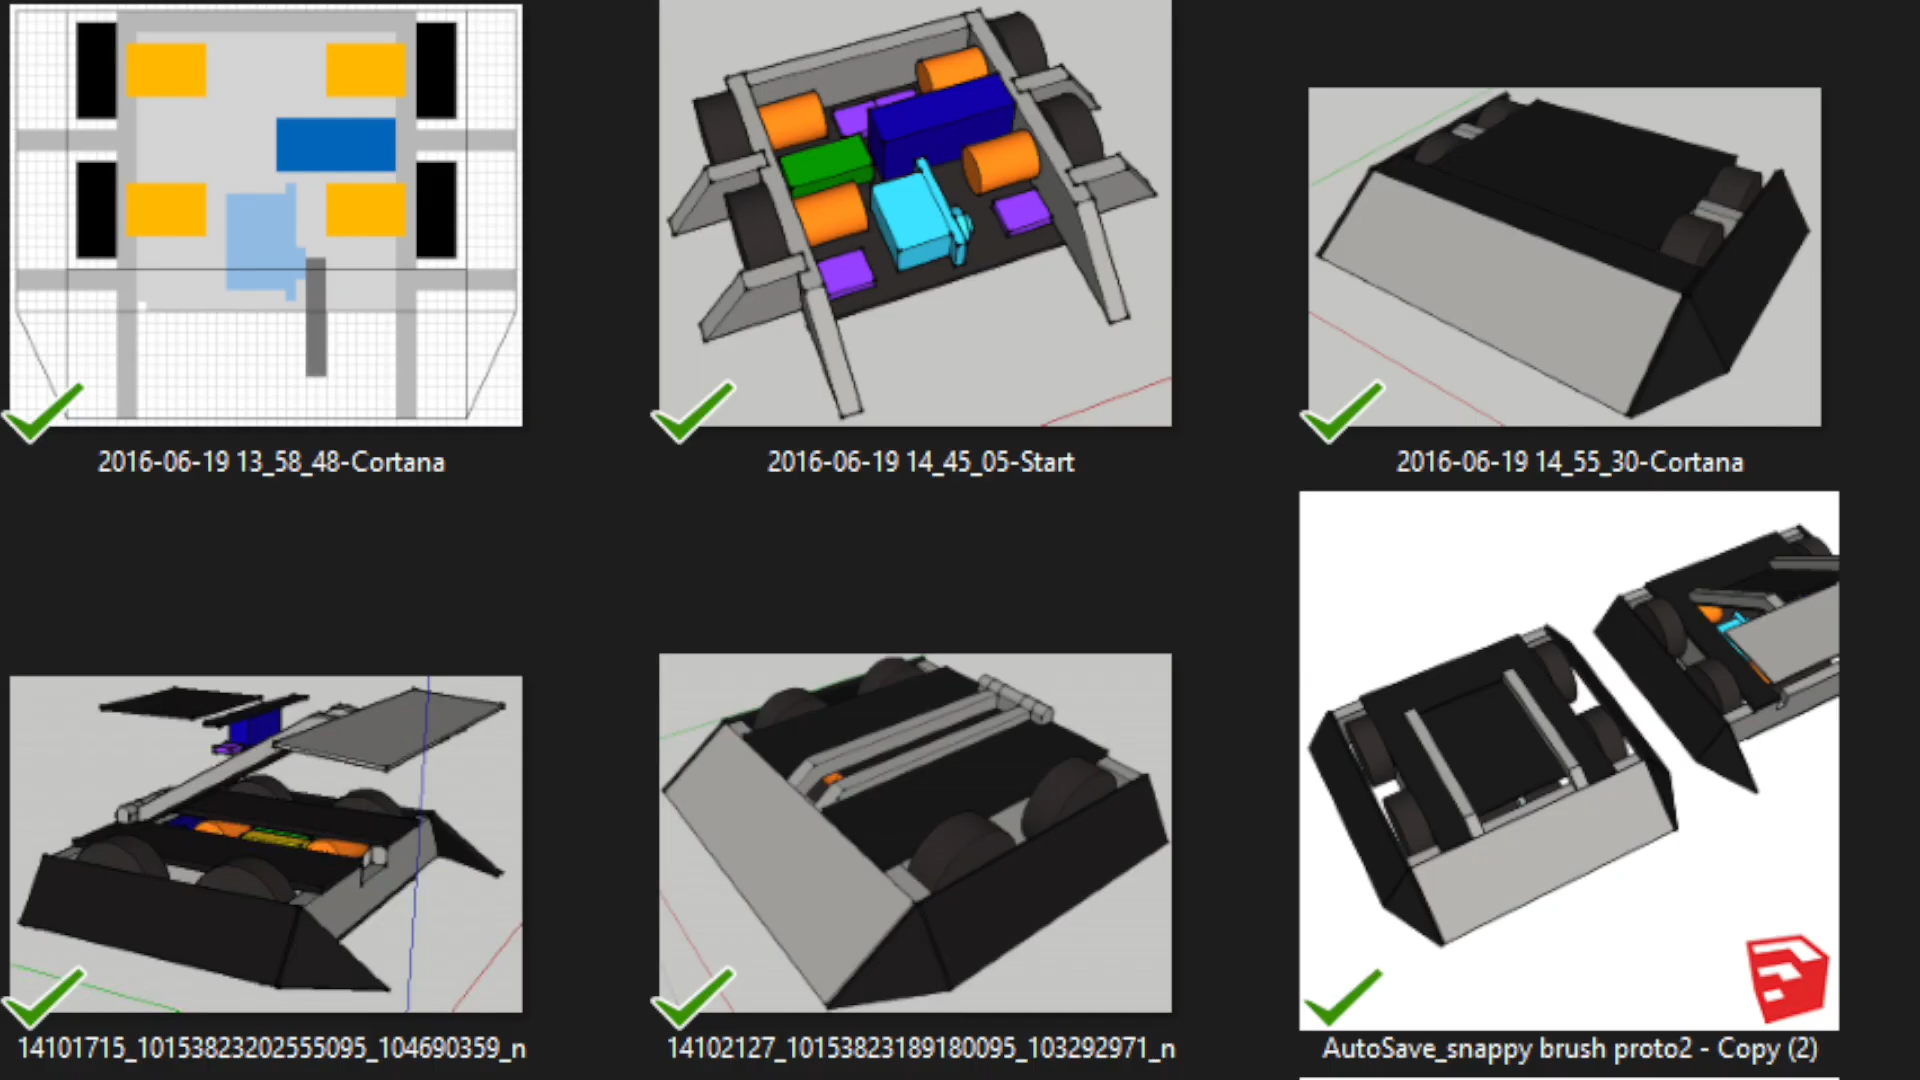 2016-06-19 13_58_48-Cortana
2016-06-19 14_45_05-Start
2016-06-19 14_55_30-Cortana
14101715_10153823202555095_104690359_n
14102127_10153823189180095_103292971_n
AutoSave_snappy brush proto2 - Copy (2)